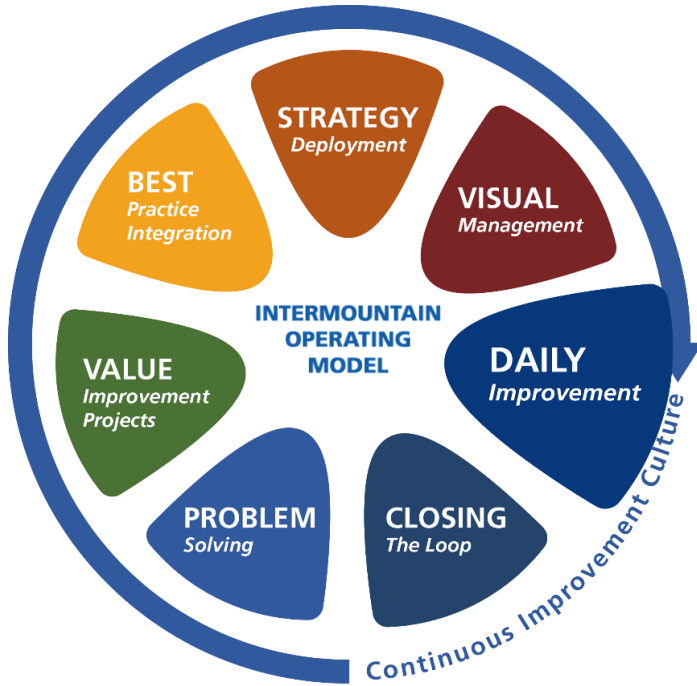 STRATEGY
Deployment
VISUAL
Management
DAILY
Improvement
CLOSING
The Loop
PROBLEM
Solving
VALUE
Improvement
Projects
BEST
Practice
Integration
INTERMOUNTAIN
OPERATING
MODEL
Continuous Improvement Culture